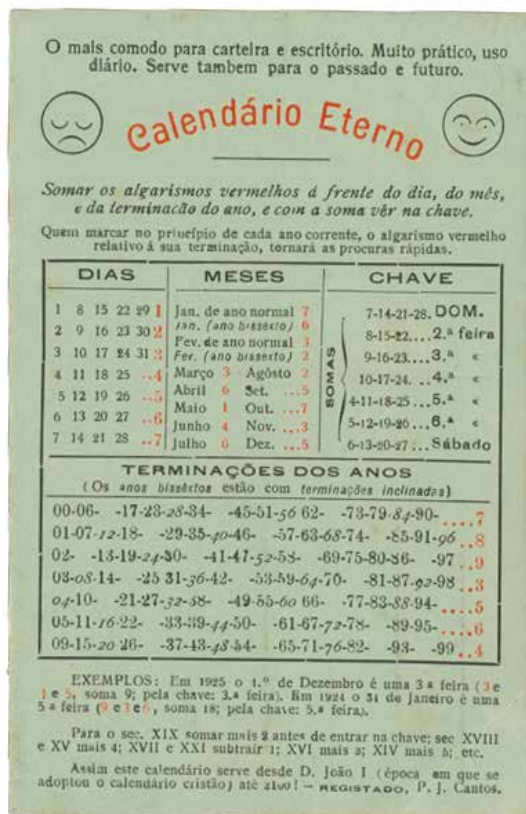 O mais comodo para carteira e escritório. Muito prático, uso
diário. Serve tambem para o passado e futuro.
Calendário Eterno
Somar os algarismos vermelhos á frente do dia, do mês,
e da terminacão do ano, e com a soma vêr na chave.
Quem marcar no princípio de cada ano corrente, o algarismo vermelho
relativo á sua terminação, tornará as procuras rápidas.
DIAS
1 8 15 22 29 1
2 9 16 23 30 2
3 10 17 24 31 3
4 11 18 25 ..4
5 12 19 26 ...5
6 13 20 27 ...6
7 14 21 28 ...7
MESES
Jan. de ano normal 7
Jan. (ano bissexto) 6
Fev. de ano normal 3
Fev. (ano bissexto) 2
Março 3 Agôsto 2
Abril 6 Set. ...5
Maio 1 Out. ...7
Junho 4 Nov. ...3
Julho 6 Dez. ...5
CHAVE
SOMAS
7-14-21-28. DOM.
8-15-22....2.ª feira
9-16-23....3.ª «
10-17-24. ..4.ª «
4-11-18-25...5.ª «
5-12-19-26...6.ª «
6-13-20-27 ...Sábado
TERMINAÇÕES DOS ANOS
(Os anos bissêxtos estão com terminações inclinadas)
00-06- -17-23-28-34- -45-51-56 62- -73-79-84-90-....7
01-07-12-18- -29-35-40-46- -57-63-68-74- -85-91-96 ..8
02- -13-19-24-30- -41-47-52-58- -69-75-80-86- -97 ..9
03-08-14- -25 31-36-42- -53-59-64-70- -81-87-92-98 ..3
04-10- -21-27-32-38- -49-55-60 66- -77-83-88-94-....5
05-11-16-22- -33-39-44-50- -61-67-72-78- -89-95-....6
09-15-20 26- -37-43-48-54- -65-71-76-82- -93- -99 ..4
EXEMPLOS: Em 1925 o 1.º de Dezembro é uma 3ª feira (3 e
1 e 5, soma 9; pela chave: 3.ª feira). Em 1924 o 31 de Janeiro é uma
5ª feira (9 e 3 e 6, soma 18; pela chave: 5.ª feira).
Para o sec. XIX somar mais 2 antes de entrar na chave; sec XVIII
e XV mais 4; XVII e XXI subtrair 1; XVI mais 3; XIV mais 5; etc.
Assim este calendário serve desde D. João I (época em que se
adoptou o calendário cristão) até 2100! — REGISTADO, P. J. Cantos.